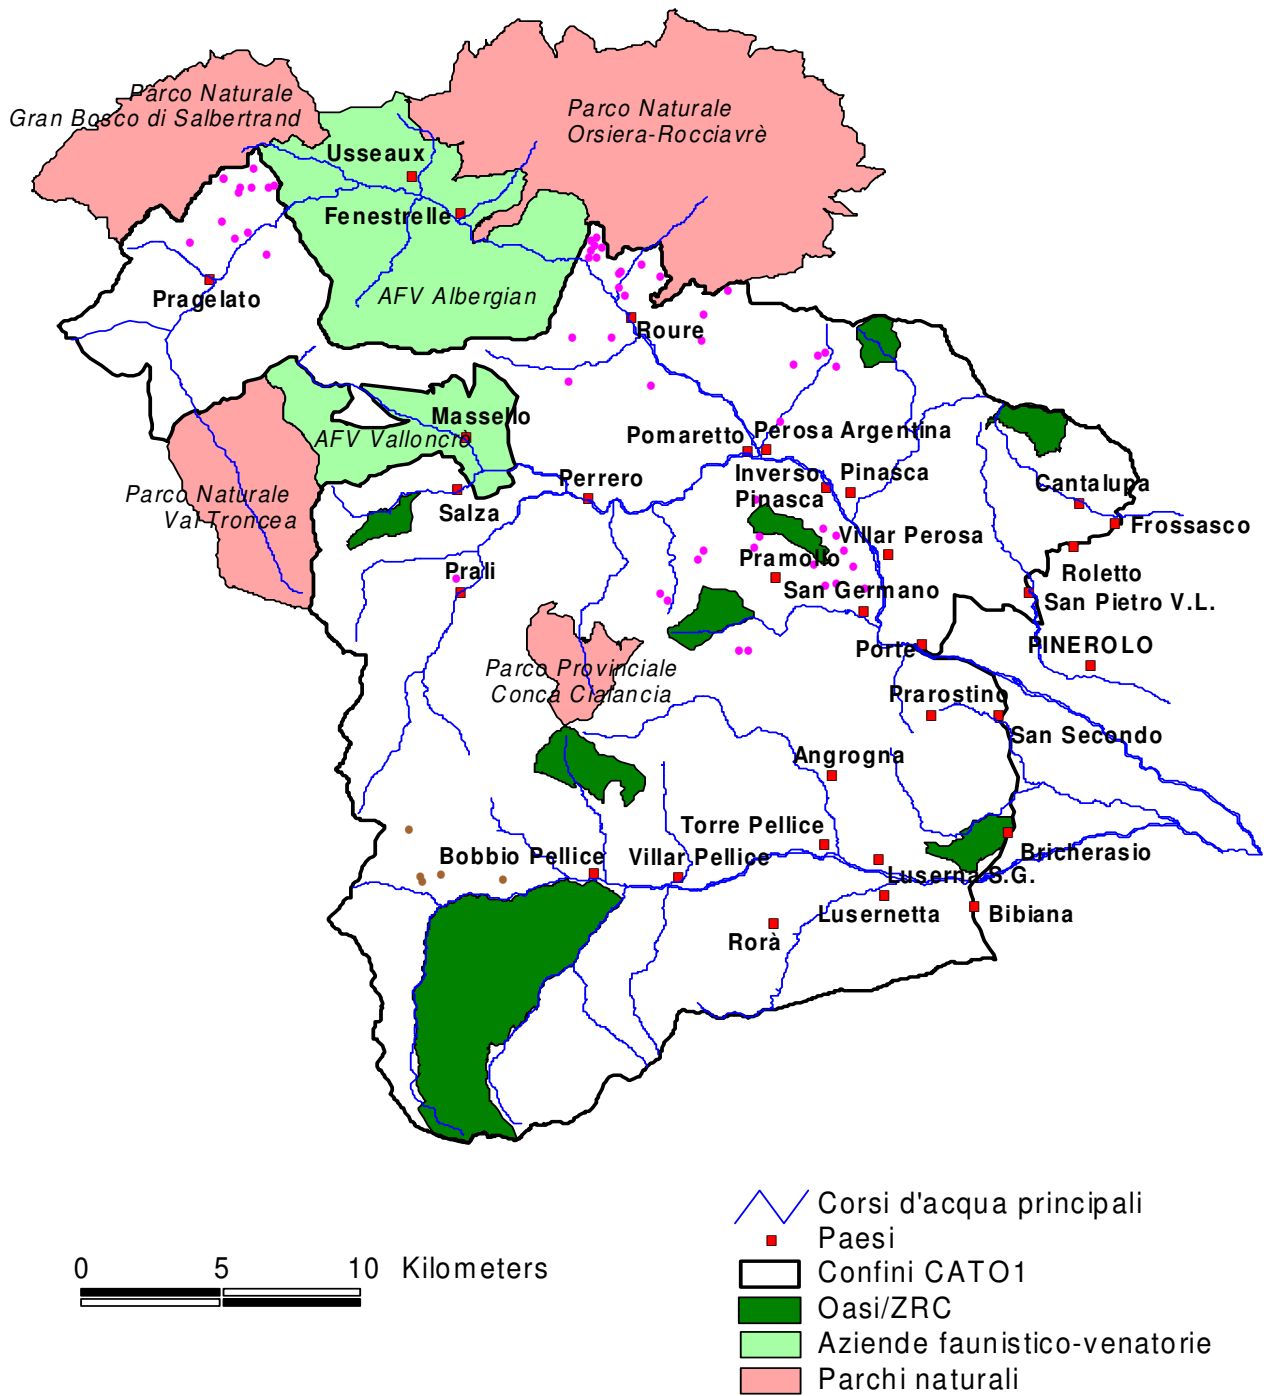 Parco Naturale
Gran Bosco di Salbertrand
Parco Naturale
Orsiera-Rocciavrè
Usseaux
Fenestrelle
AFV Albergian
Pragelato
Roure
Massello
AFV Valloncrò
Pomaretto
Perosa Argentina
Inverso
Pinasca
Pinasca
Perrero
Cantalupa
Parco Naturale
Val Troncea
Salza
Frossasco
Villar Perosa
Pramollo
Prali
San Germano
Roletto
San Pietro V.L.
Porte
PINEROLO
Parco Provinciale
Conca Cialancia
Prarostino
San Secondo
Angrogna
Torre Pellice
Bobbio Pellice
Villar Pellice
Bricherasio
Luserna S.G.
Lusernetta
Bibiana
Rorà
0 5 10 Kilometers
Corsi d'acqua principali
Paesi
Confini CATO1
Oasi/ZRC
Aziende faunistico-venatorie
Parchi naturali